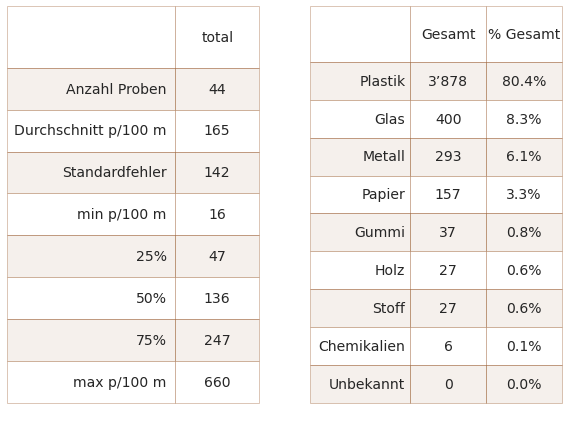 total
Anzahl Proben 44
Durchschnitt p/100 m 165
Standardfehler 142
min p/100 m 16
25% 47
50% 136
75% 247
max p/100 m 660
Gesamt % Gesamt
Plastik 3’878 80.4%
Glas 400 8.3%
Metall 293 6.1%
Papier 157 3.3%
Gummi 37 0.8%
Holz 27 0.6%
Stoff 27 0.6%
Chemikalien 6 0.1%
Unbekannt 0 0.0%